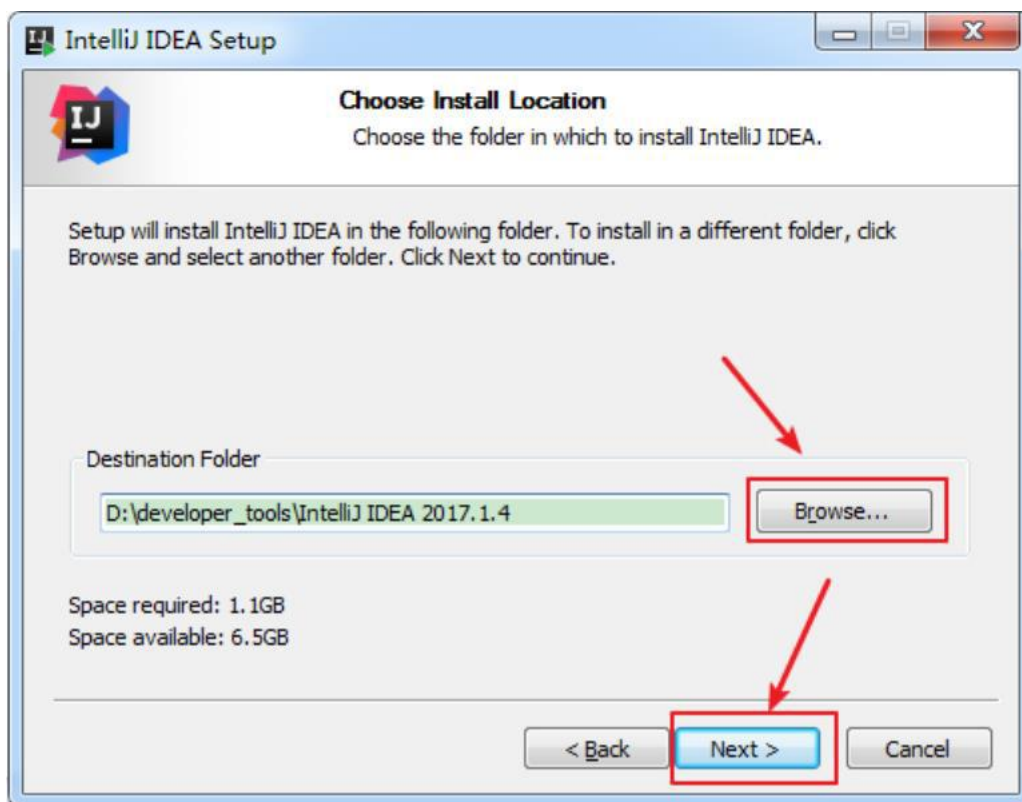 IntelliJ IDEA Setup
IJ
Choose Install Location
Choose the folder in which to install IntelliJ IDEA.
Setup will install IntelliJ IDEA in the following folder. To install in a different folder, click
Browse and select another folder. Click Next to continue.
Destination Folder
D:\developer_tools\IntelliJ IDEA 2017.1.4
Browse...
Space required: 1.1GB
Space available: 6.5GB
< Back
Next >
Cancel